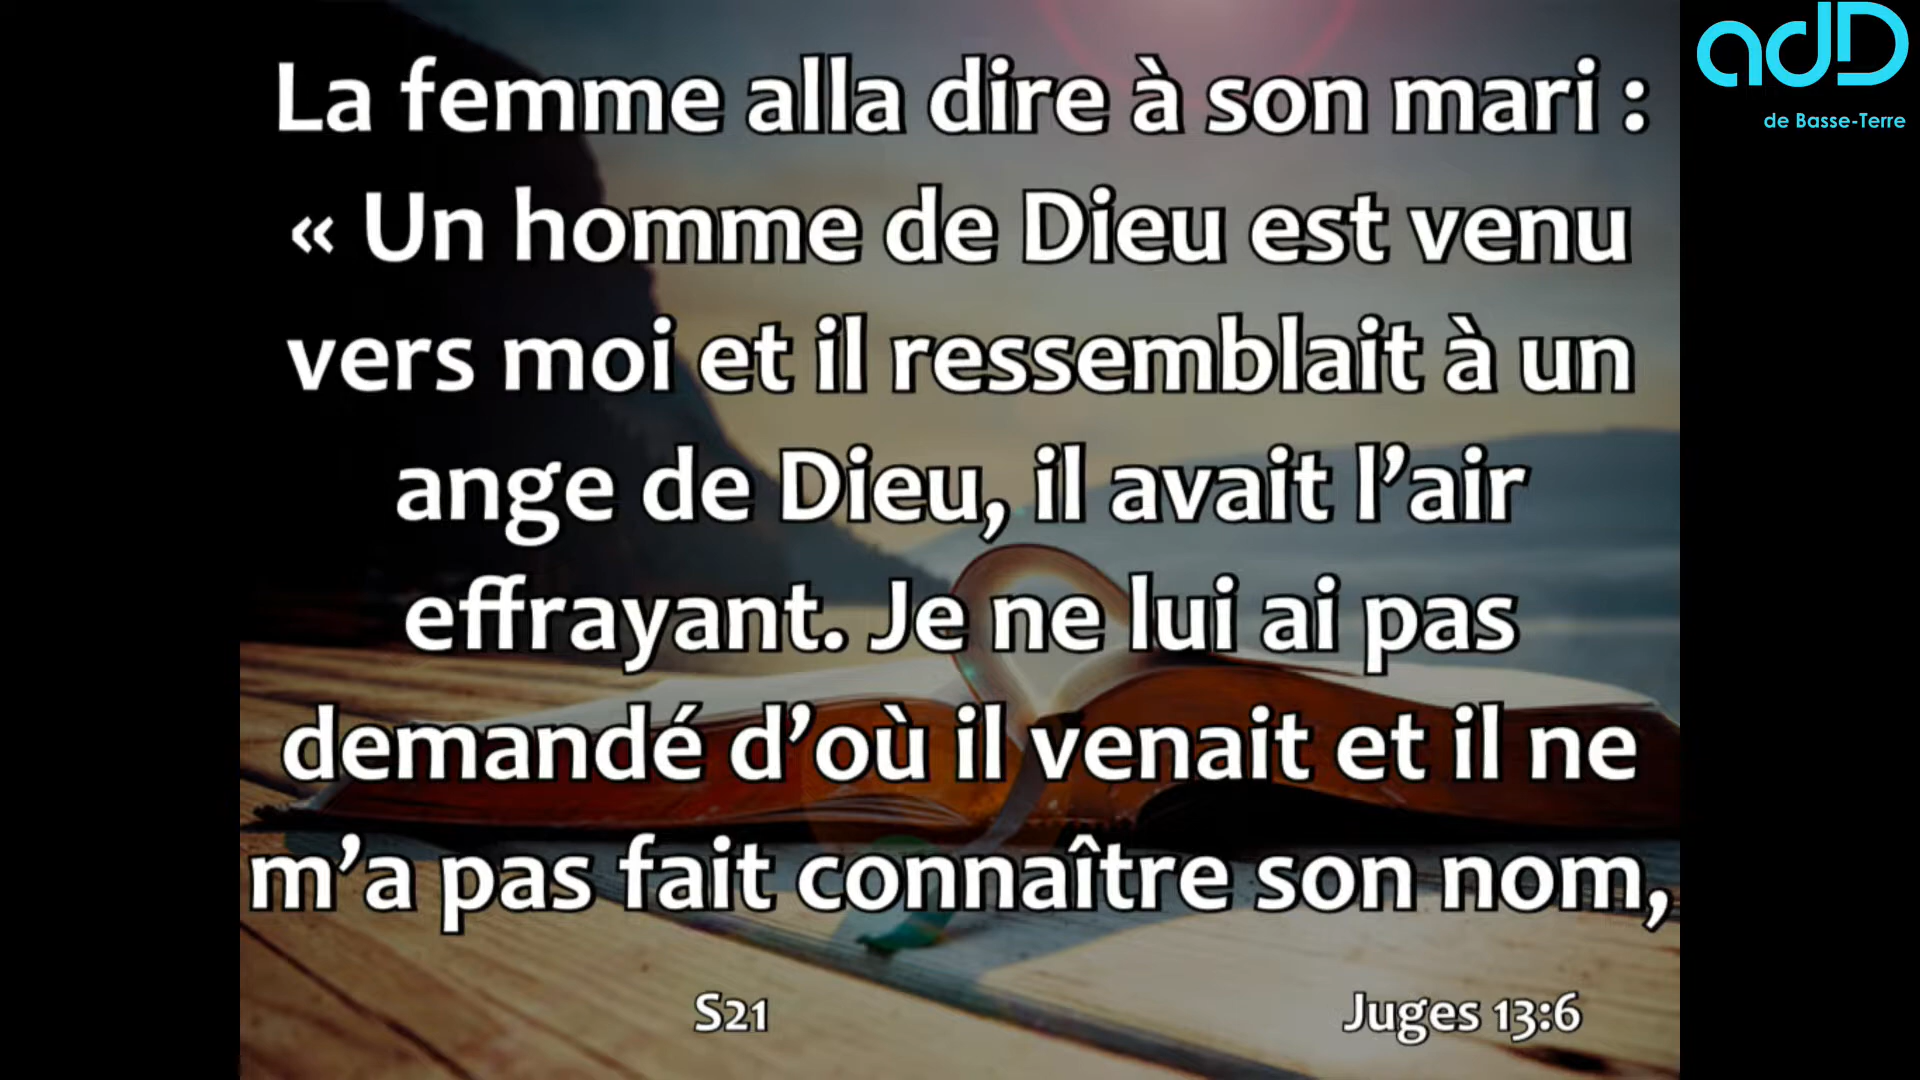 La femme alla dire à son mari :
« Un homme de Dieu est venu
vers moi et il ressemblait à un
ange de Dieu, il avait l’air
effrayant. Je ne lui ai pas
demandé d’où il venait et il ne
m’a pas fait connaître son nom,
S21
Juges 13:6
adD
de Basse-Terre